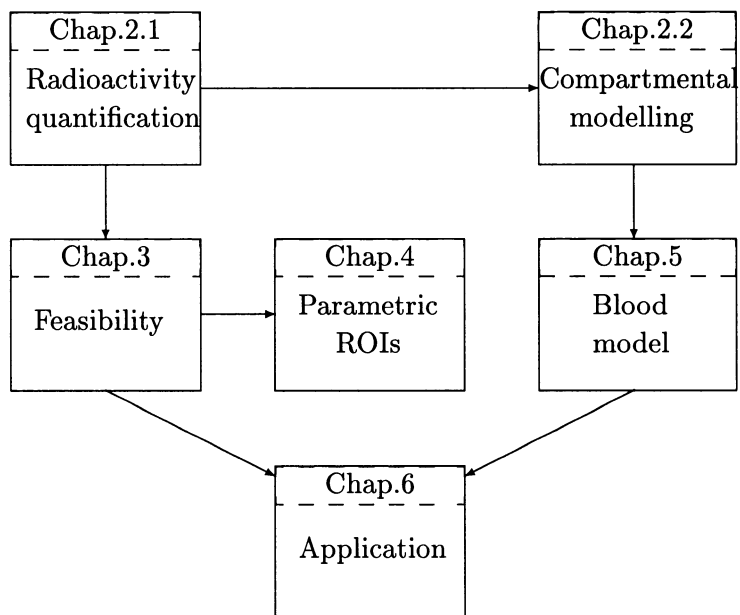 Chap.2.1
Radioactivity
quantification
Chap.2.2
Compartmental
modelling
Chap.3
Feasibility
Chap.4
Parametric
ROIs
Chap.5
Blood
model
Chap.6
Application